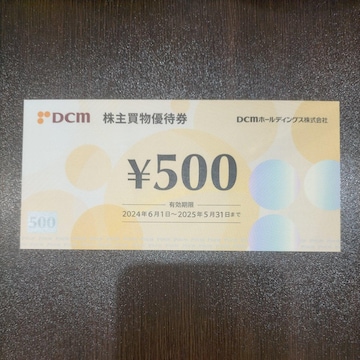 DCM 株主買物優待券 DCMホールディングス株式会社
¥500
有効期限
2024年6月1日～2025年5月31日まで
500